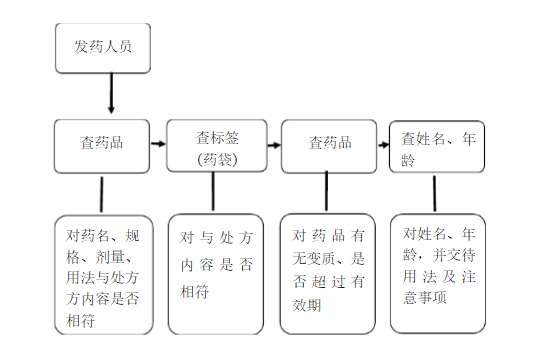 发药人员
查药品
查标签
(药袋)
查药品
查姓名、年
龄
对药名、规
格、剂量、
用法与处方
方内容是否
相符
对与处方
内容是否
相符
对药品有
无变质、是
否超过有
效期
对姓名、年
龄，并交待
用法及注
意事项